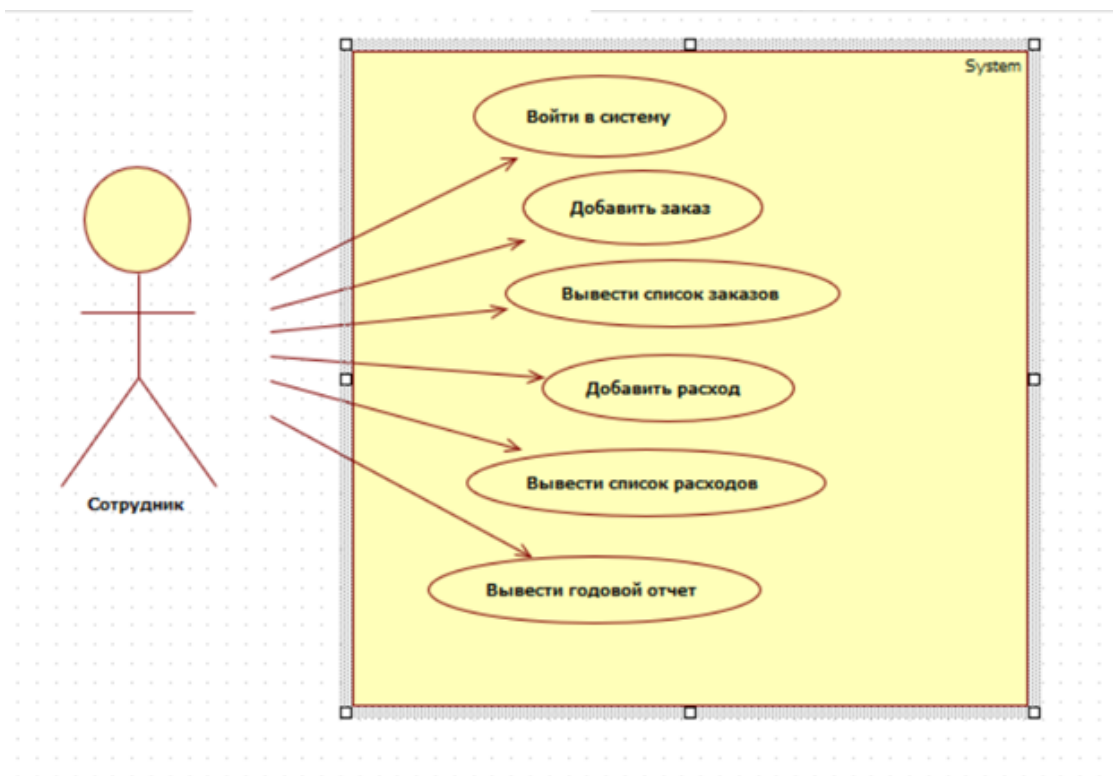 System
Войти в систему
Добавить заказ
Вывести список заказов
Добавить расход
Вывести список расходов
Сотрудник
Вывести годовой отчет